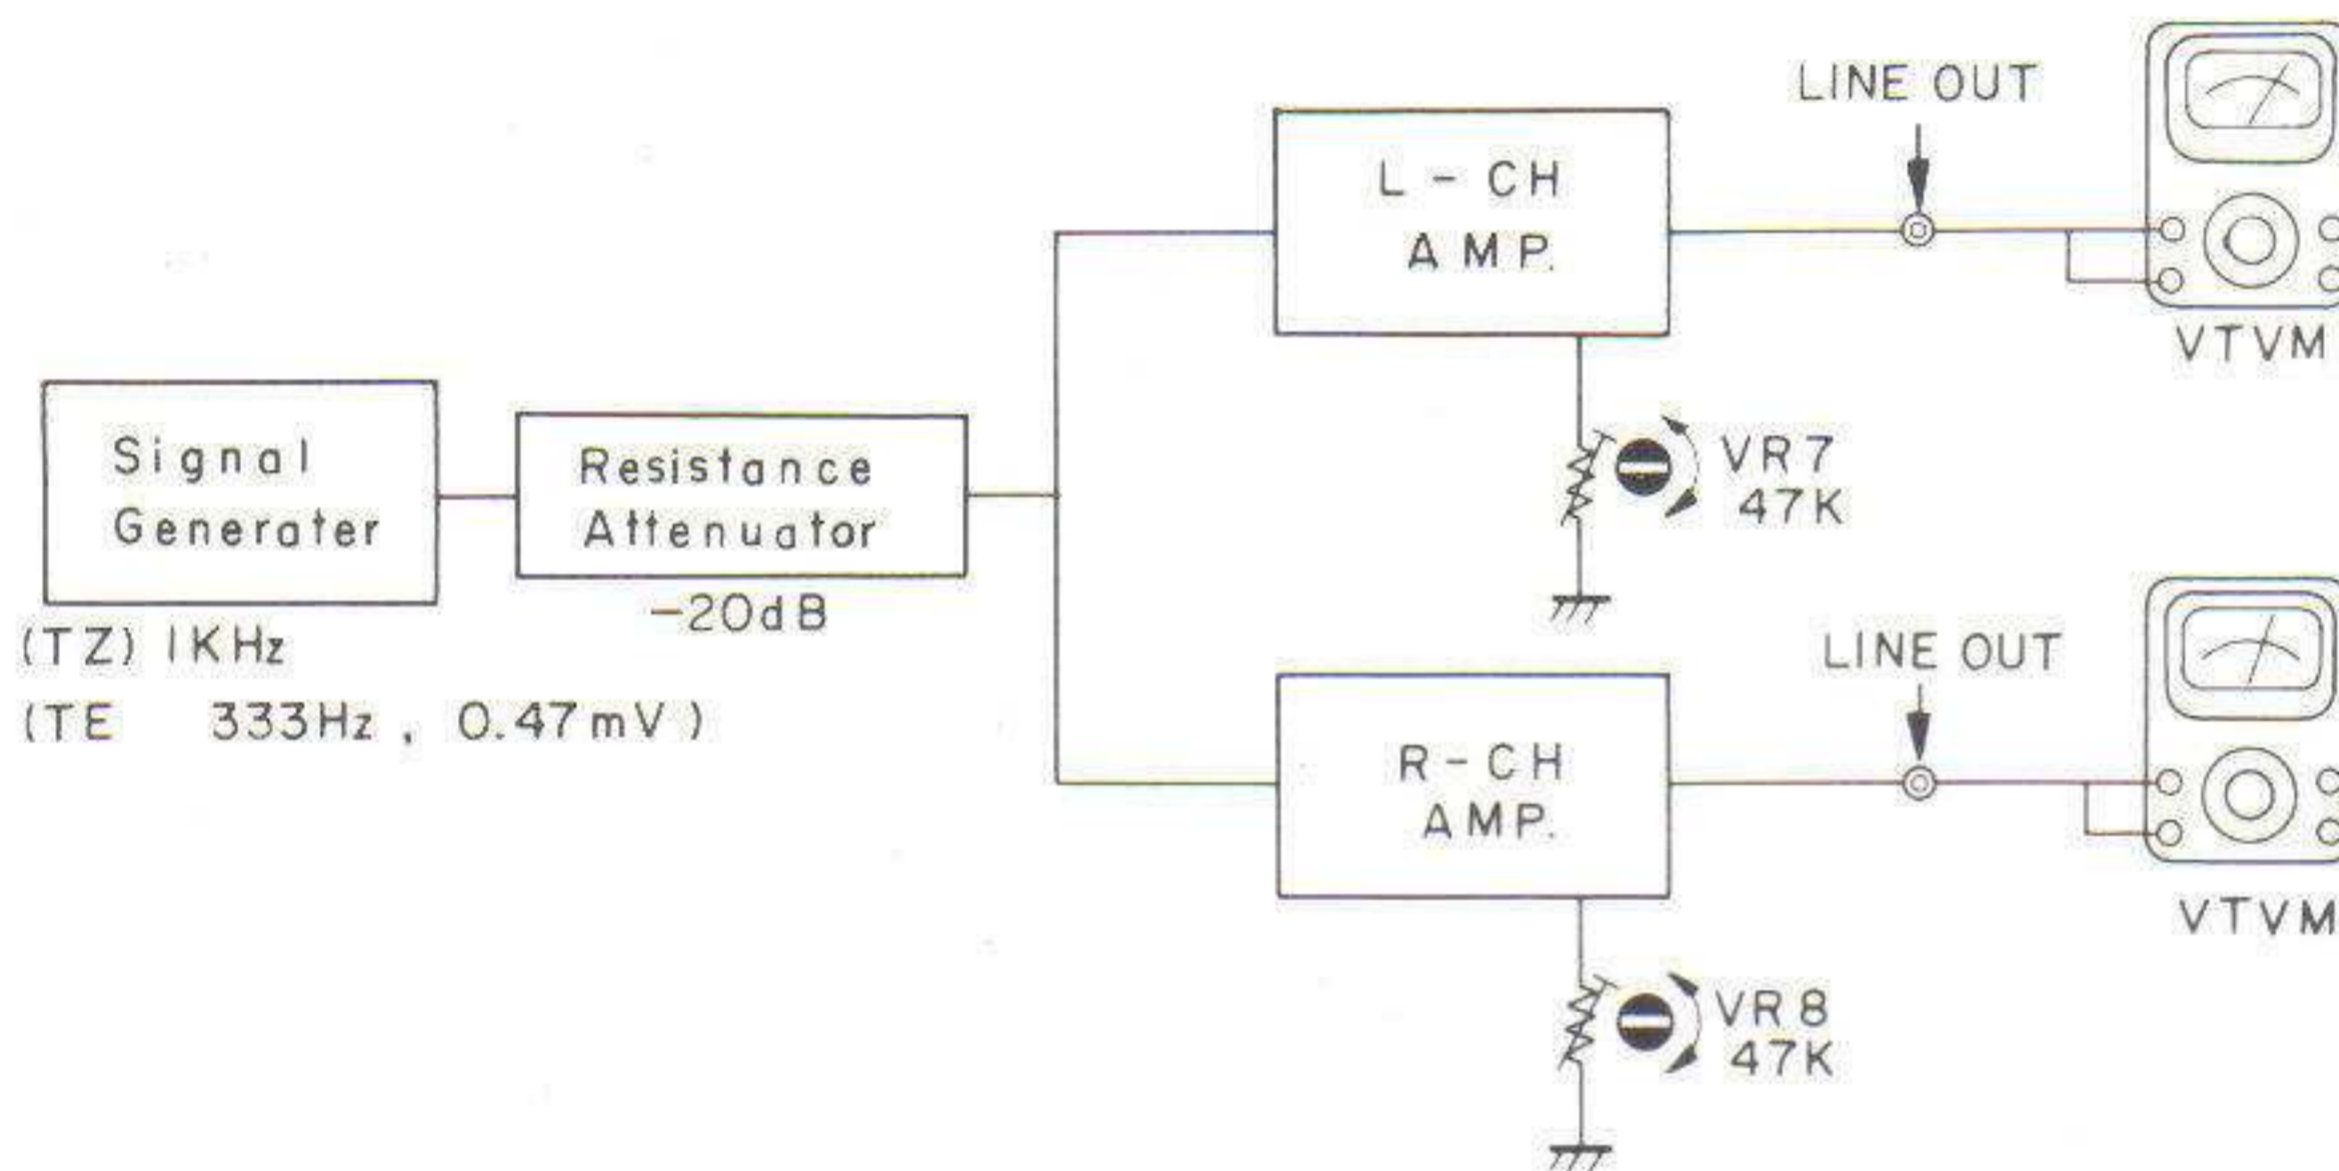 Signal
Generater
(TZ) 1KHz
(TE 333Hz, 0.47mV)
Resistance
Attenuator
-20dB
L-CH
AMP.
LINE OUT
VTVM
VR7
47K
R-CH
AMP.
LINE OUT
VTVM
VR8
47K